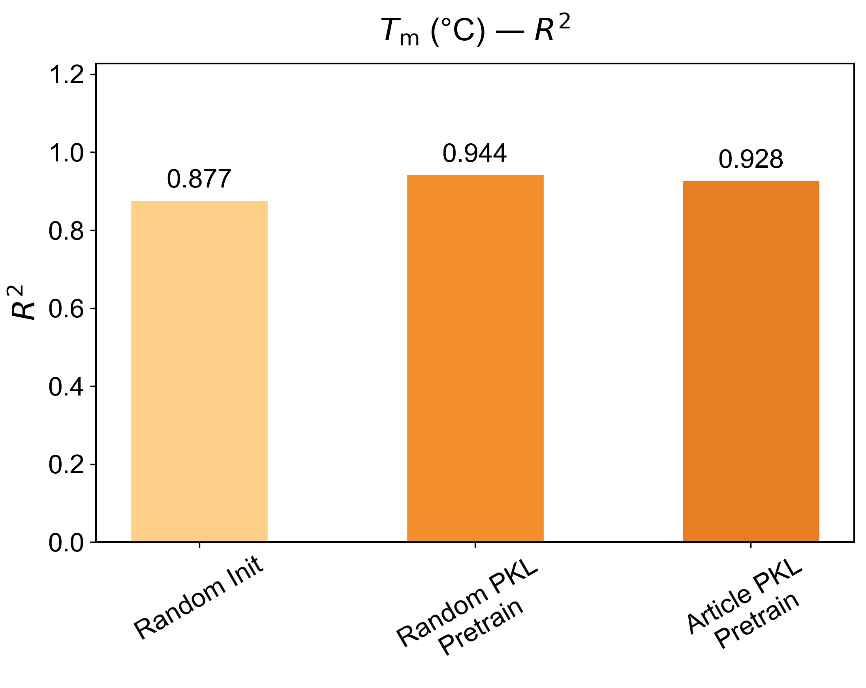 Tm (°C) — R²
1.2
1.0
0.8
0.6
0.4
0.2
0.0
R²
0.877
0.944
0.928
Random Init
Random PKL
Pretrain
Article PKL
Pretrain